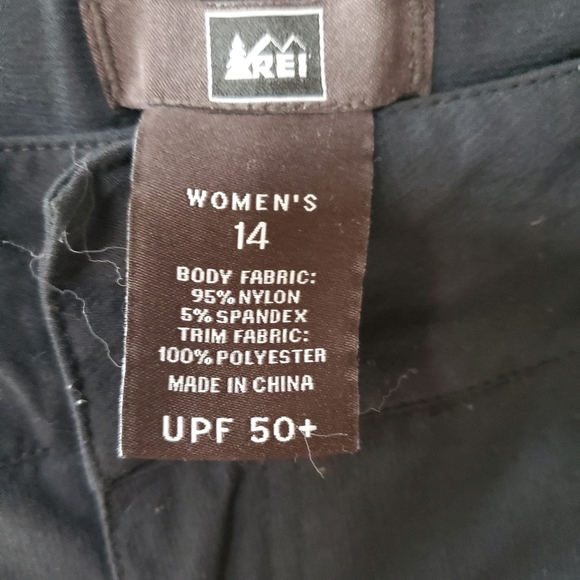 REI
WOMEN'S
14
BODY FABRIC:
95% NYLON
5% SPANDEX
TRIM FABRIC:
100% POLYESTER
MADE IN CHINA
UPF 50+